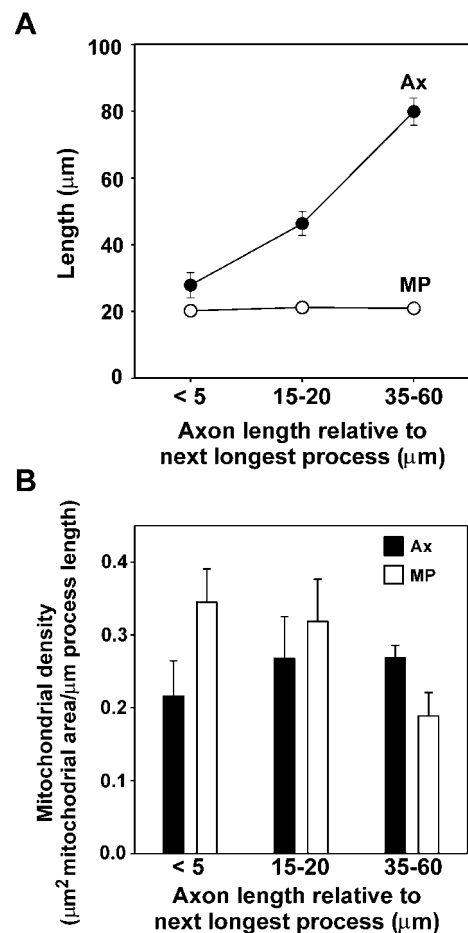 A
100
80
60
40
20
0
Length (μm)
Ax
MP
< 5
15-20
35-60
Axon length relative to
next longest process (μm)
B
Mitochondrial density
(μm² mitochodrial area/μm process length)
0.4
0.3
0.2
0.1
0.0
Ax
MP
< 5
15-20
35-60
Axon length relative to
next longest process (μm)